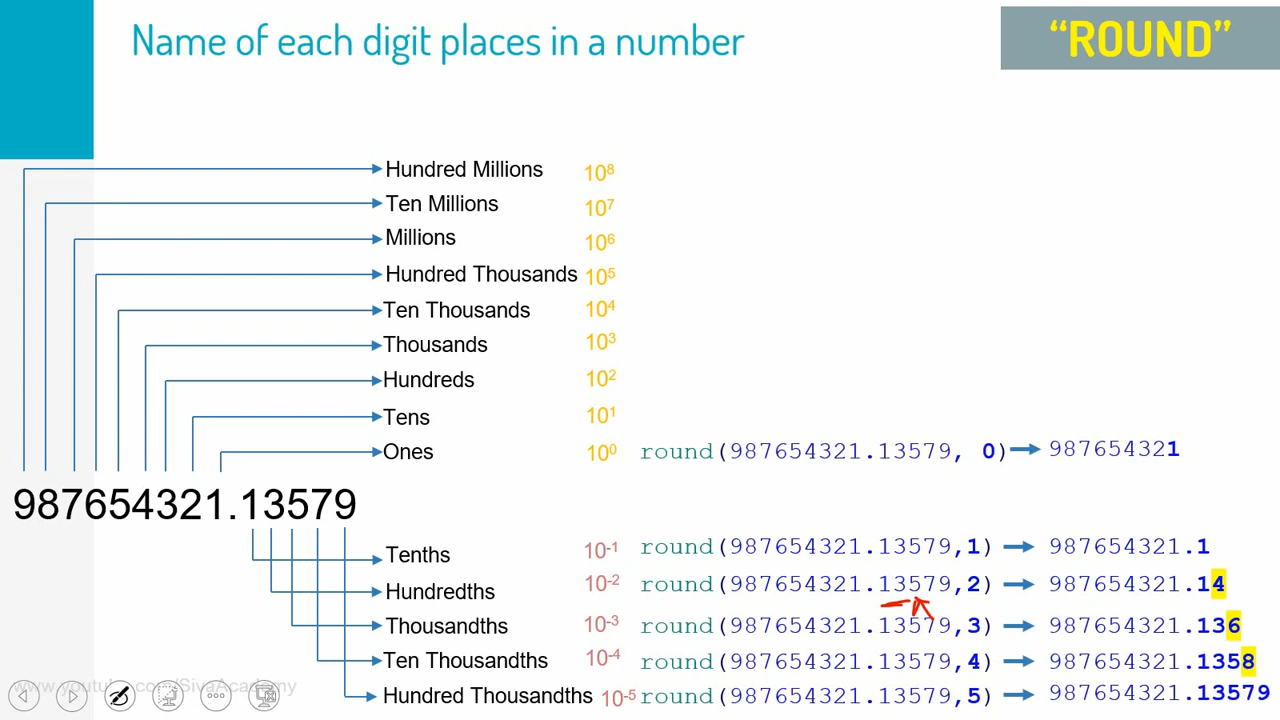 Name of each digit places in a number
“ROUND”
Hundred Millions 10⁸
Ten Millions 10⁷
Millions 10⁶
Hundred Thousands 10⁵
Ten Thousands 10⁴
Thousands 10³
Hundreds 10²
Tens 10¹
Ones 10⁰ round(987654321.13579, 0) 987654321
987654321.13579
Tenths 10⁻¹ round(987654321.13579,1) 987654321.1
Hundredths 10⁻² round(987654321.13579,2) 987654321.14
Thousandths 10⁻³ round(987654321.13579,3) 987654321.136
Ten Thousandths 10⁻⁴ round(987654321.13579,4) 987654321.1358
Hundred Thousandths 10⁻⁵ round(987654321.13579,5) 987654321.13579
www.youtube.com/SivaAcademy